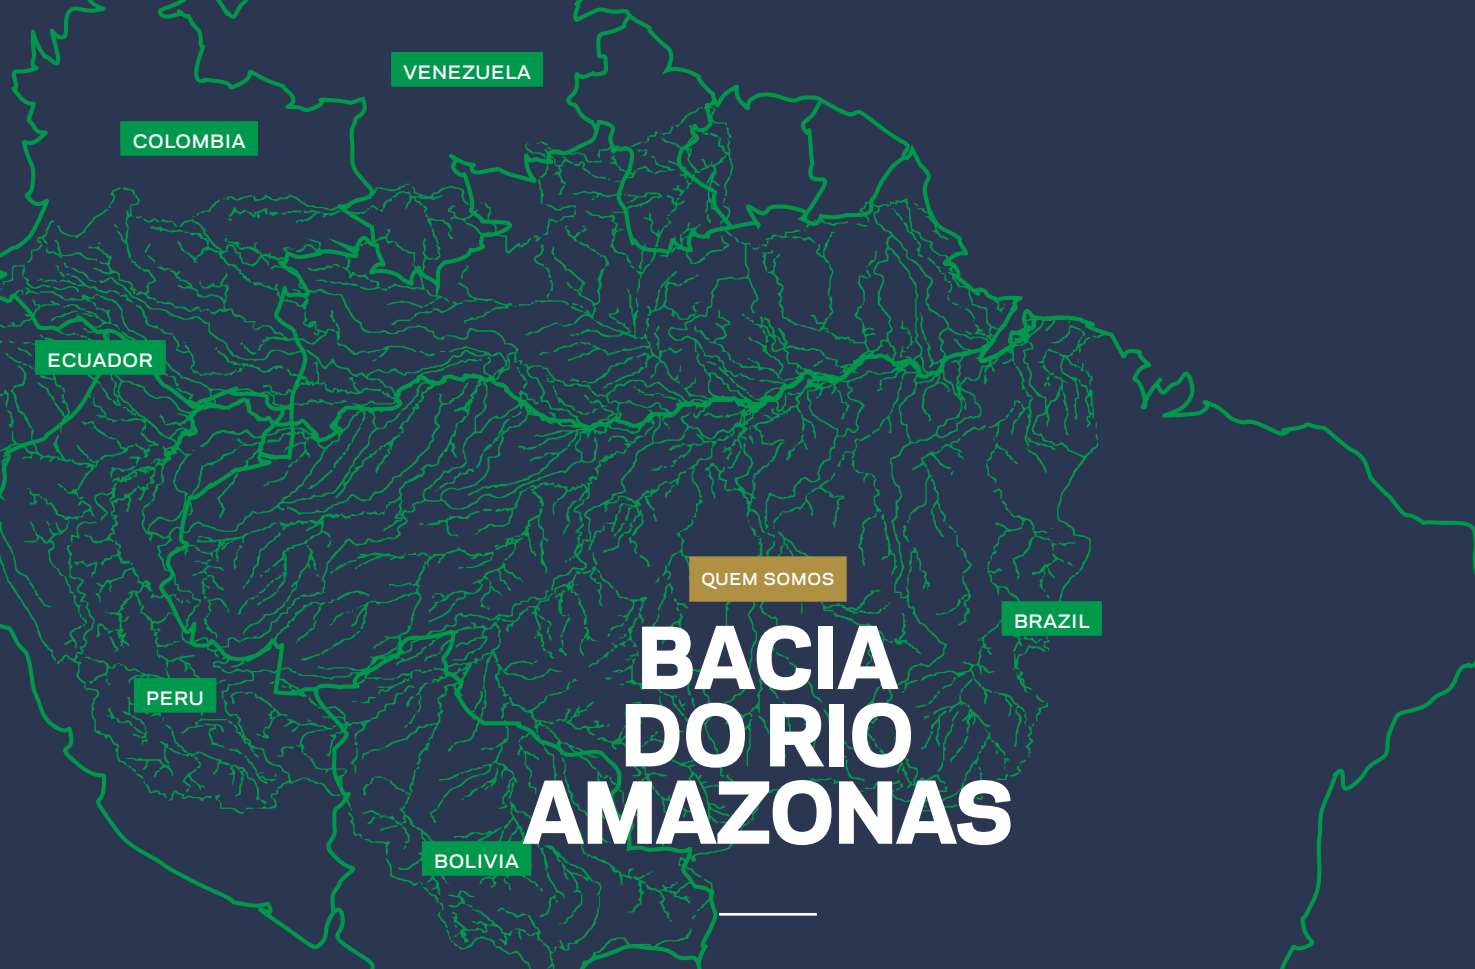 VENEZUELA
COLOMBIA
ECUADOR
QUEM SOMOS
BRAZIL
BACIA
DO RIO
AMAZONAS
PERU
BOLIVIA